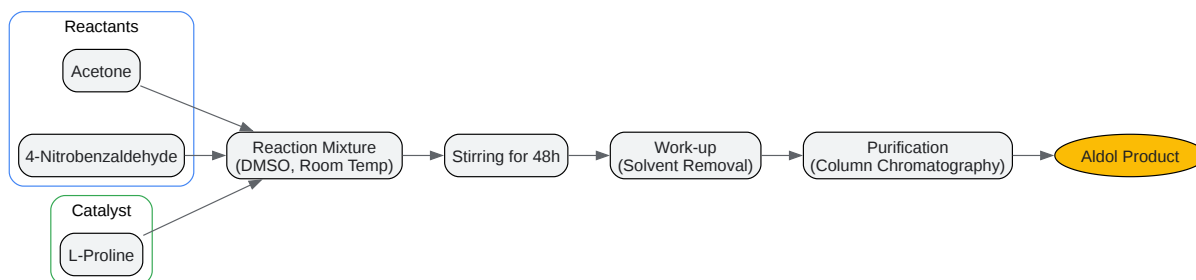 Reactants
Acetone
4-Nitrobenzaldehyde
Catalyst
L-Proline
Reaction Mixture
(DMSO, Room Temp)
Stirring for 48h
Work-up
(Solvent Removal)
Purification
(Column Chromatography)
Aldol Product